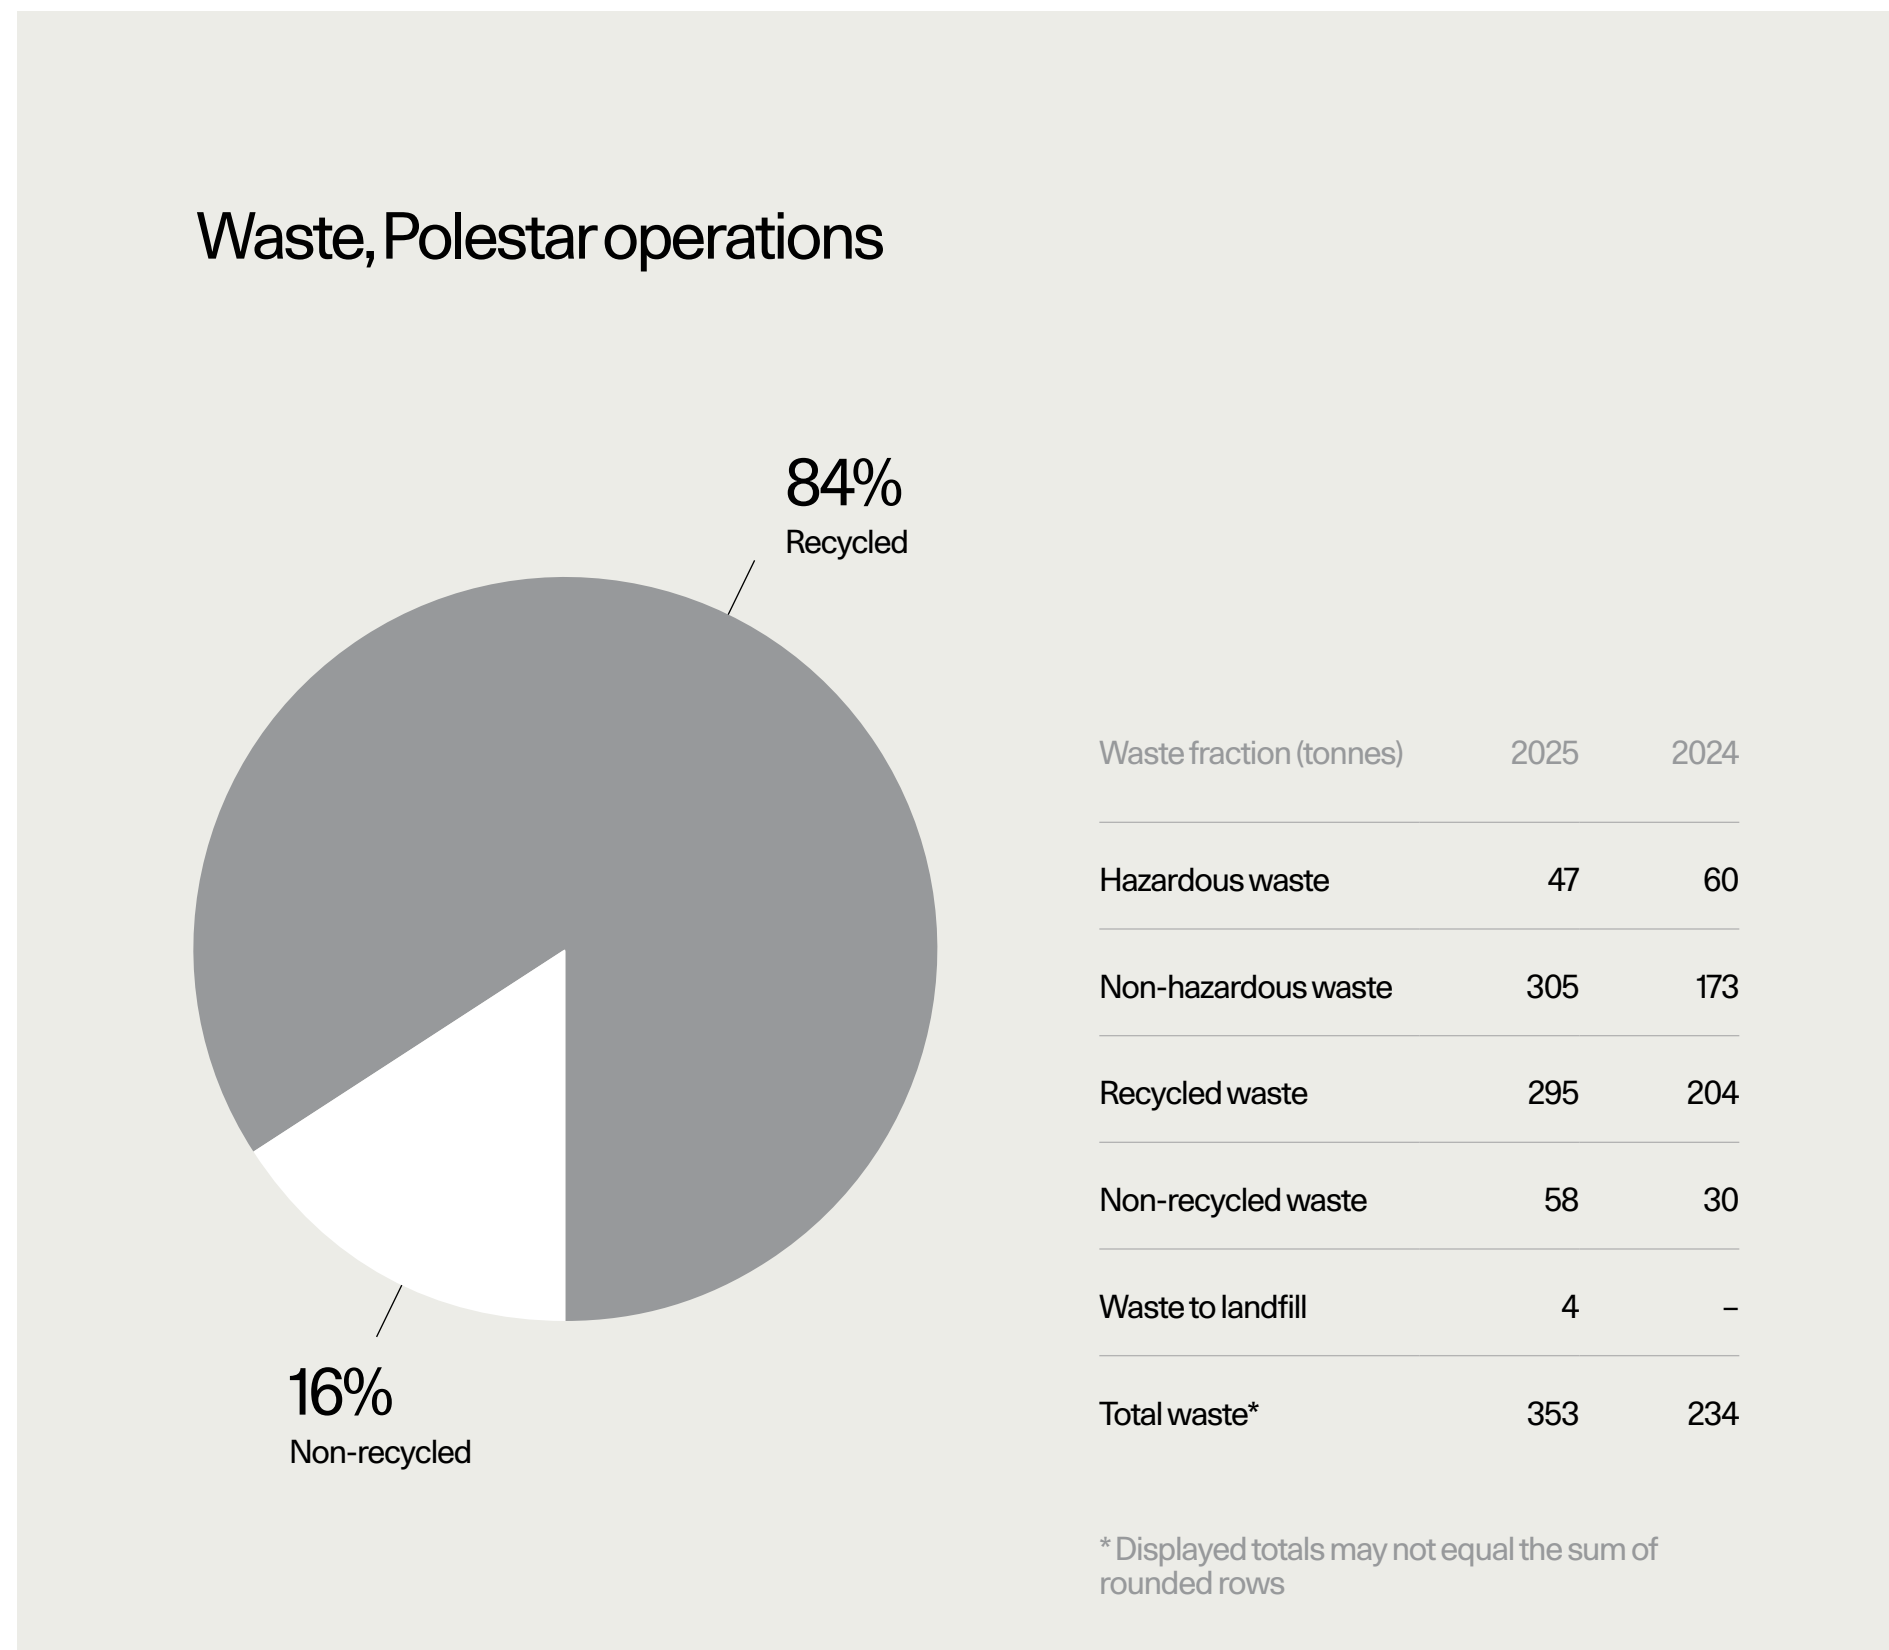 Waste, Polestar operations
84%
Recycled
16%
Non-recycled
Waste fraction (tonnes) 2025 2024
Hazardous waste 47 60
Non-hazardous waste 305 173
Recycled waste 295 204
Non-recycled waste 58 30
Waste to landfill 4 –
Total waste* 353 234
* Displayed totals may not equal the sum of
rounded rows